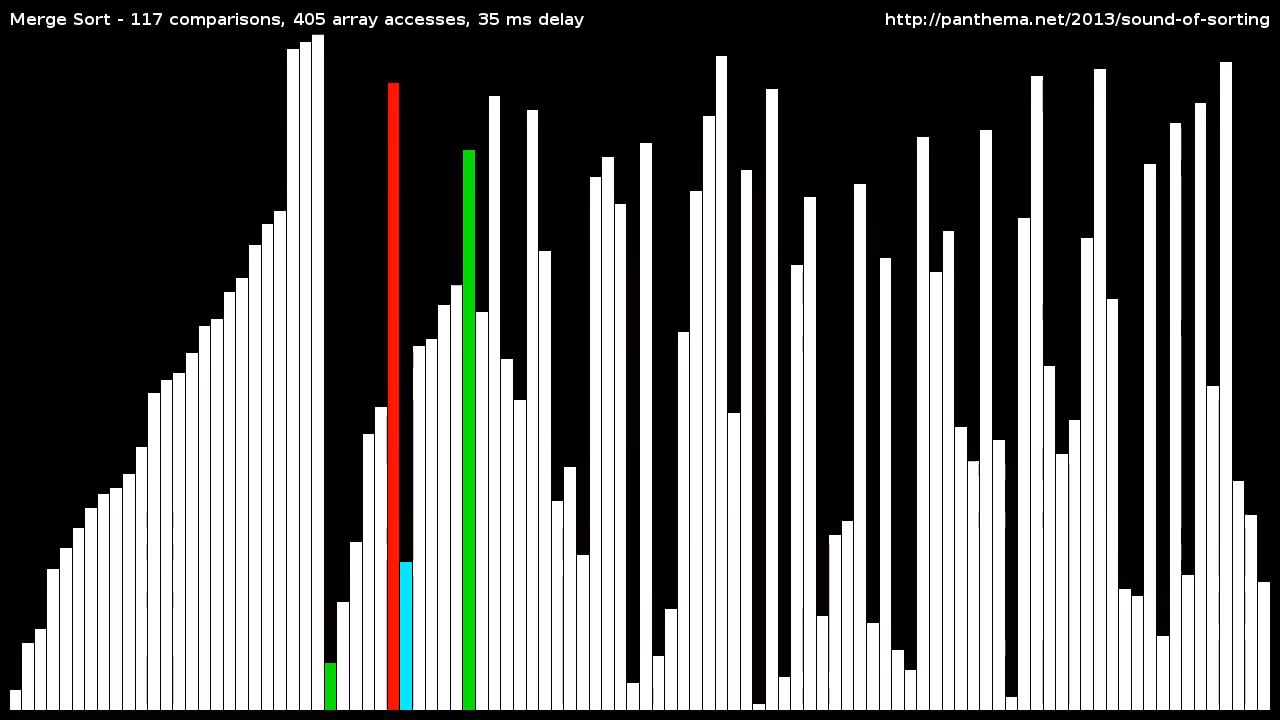 Merge Sort - 117 comparisons, 405 array accesses, 35 ms delay
http://panthema.net/2013/sound-of-sorting